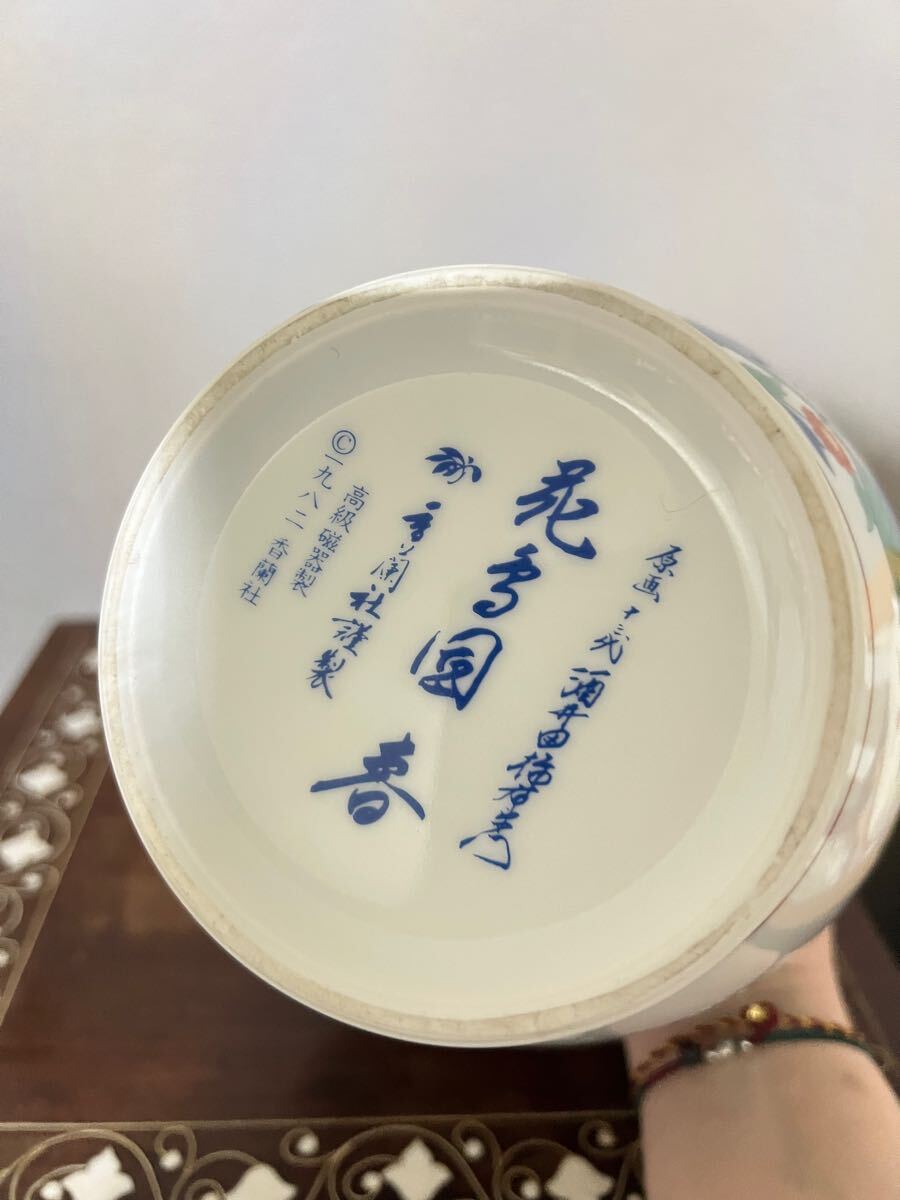 原画 十三代 酒井田柿右衛門
花鳥圖 春
香蘭社謹製
高級磁器製
©一九八二 香蘭社